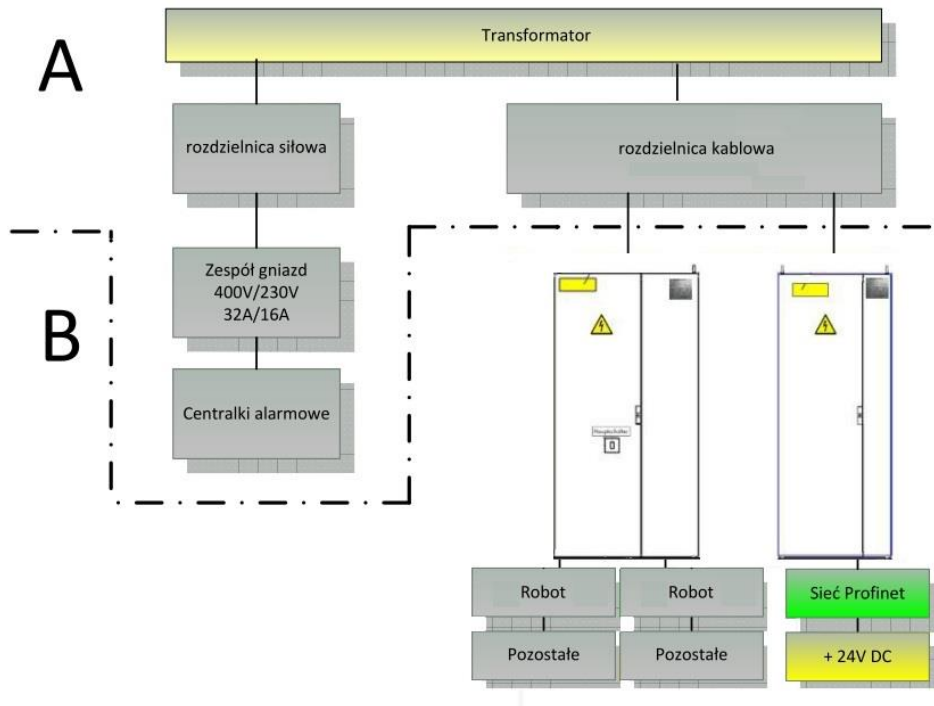 Transformator
A
rozdzielnica siłowa
rozdzielnica kablowa
Zespół gniazd
400V/230V
32A/16A
B
Centralki alarmowe
Hauptschalter
Robot
Robot
Sieć Profinet
Pozostałe
Pozostałe
+ 24V DC